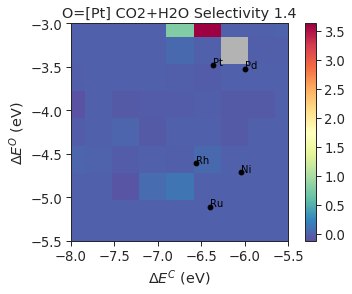 O=[Pt] CO2+H2O Selectivity 1.4
−3.0
−3.5
−4.0
−4.5
−5.0
−5.5
ΔE^O (eV)
−8.0 −7.5 −7.0 −6.5 −6.0 −5.5
ΔE^C (eV)
Pt
Pd
Rh
Ni
Ru
3.5
3.0
2.5
2.0
1.5
1.0
0.5
0.0